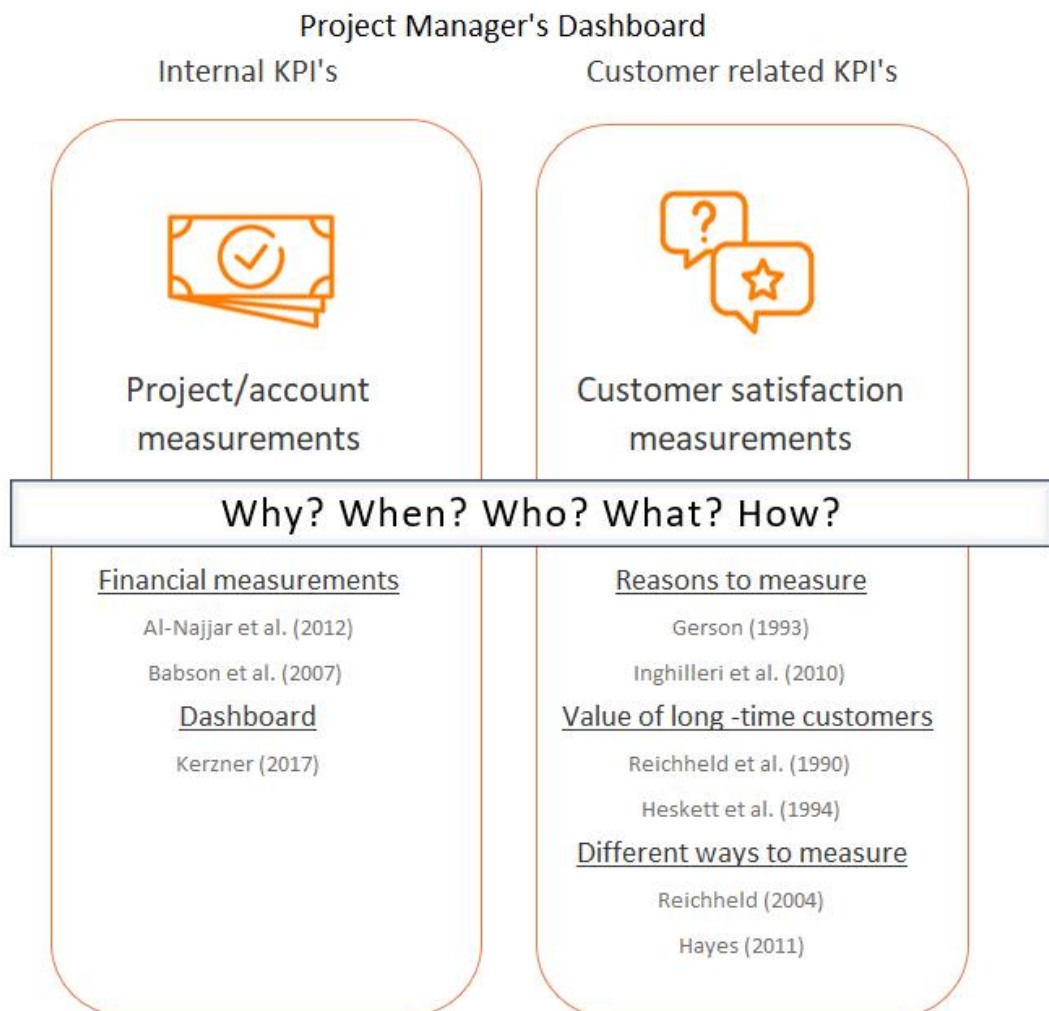 Project Manager's Dashboard
Internal KPI's
Customer related KPI's
Project/account
measurements
Customer satisfaction
measurements
Why? When? Who? What? How?
Financial measurements
Al-Najjar et al. (2012)
Babson et al. (2007)
Dashboard
Kerzner (2017)
Reasons to measure
Gerson (1993)
Inghilleri et al. (2010)
Value of long -time customers
Reichheld et al. (1990)
Heskett et al. (1994)
Different ways to measure
Reichheld (2004)
Hayes (2011)